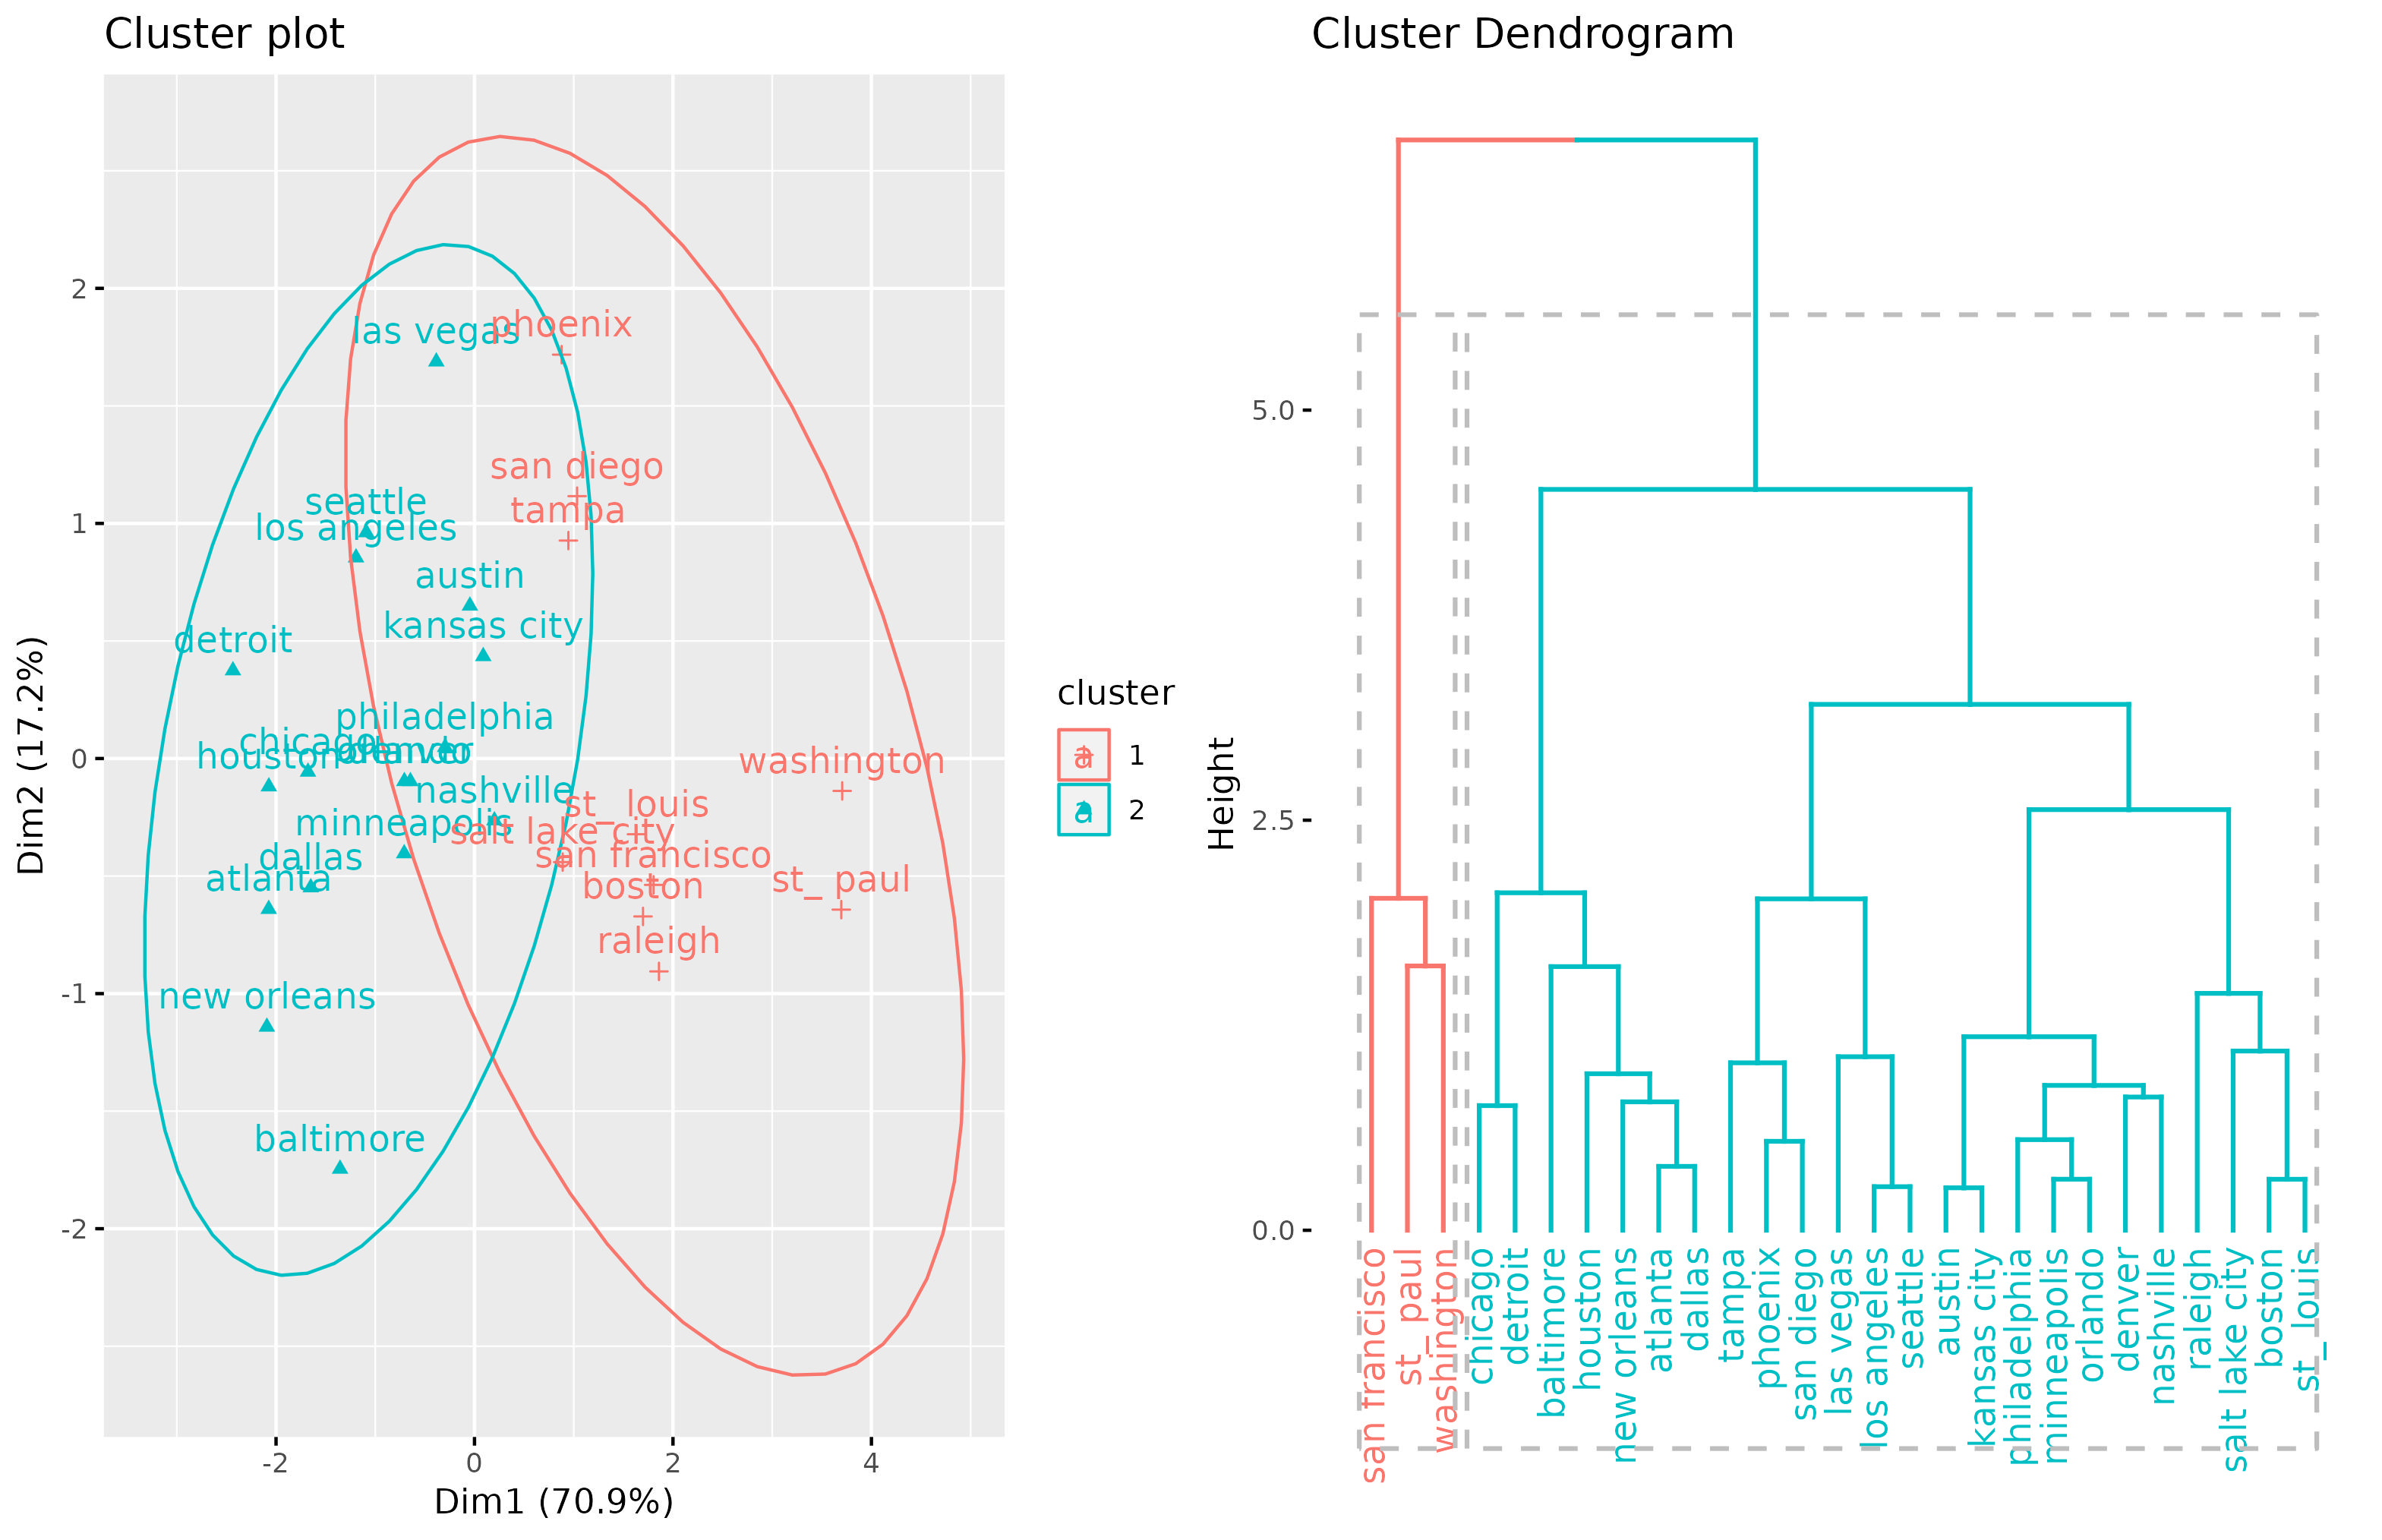 Cluster plot
las vegas
phoenix
san diego
tampa
seattle
los angeles
austin
kansas city
detroit
philadelphia
chicago
houston
denver
washington
nashville
st_ louis
minneapolis
salt lake city
san francisco
dallas
atlanta
boston
st_ paul
raleigh
new orleans
baltimore
2
1
0
-1
-2
Dim2 (17.2%)
-2
0
2
4
Dim1 (70.9%)
cluster
a 1
a 2
Cluster Dendrogram
5.0
2.5
0.0
Height
san francisco
st_ paul
washington
chicago
detroit
baltimore
houston
new orleans
atlanta
dallas
tampa
phoenix
san diego
las vegas
los angeles
seattle
austin
kansas city
philadelphia
minneapolis
orlando
denver
nashville
raleigh
salt lake city
boston
st_ louis